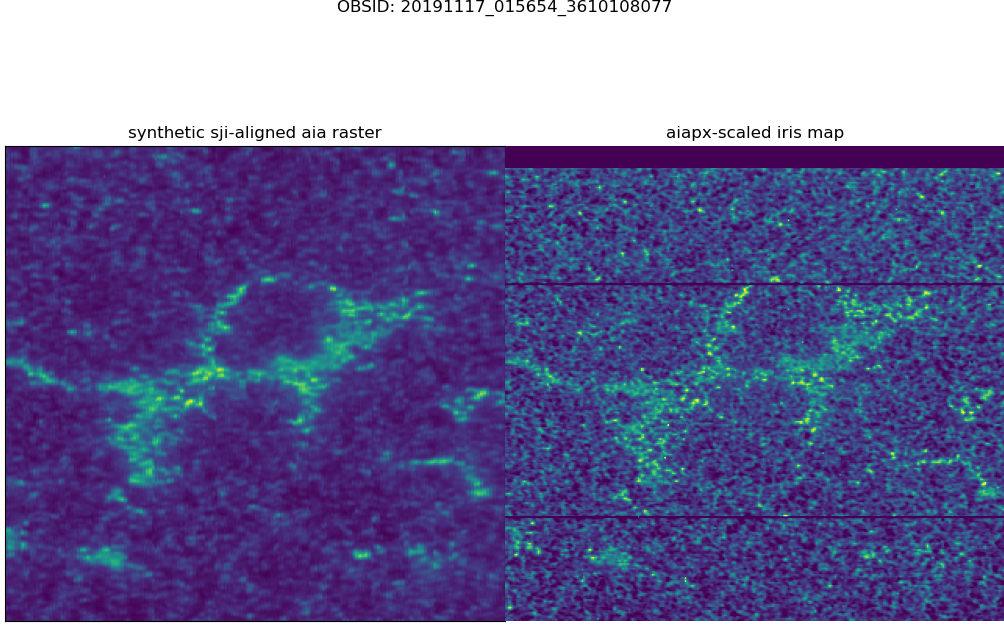 OBSID: 20191117_015654_3610108077
synthetic sji-aligned aia raster
aiapx-scaled iris map